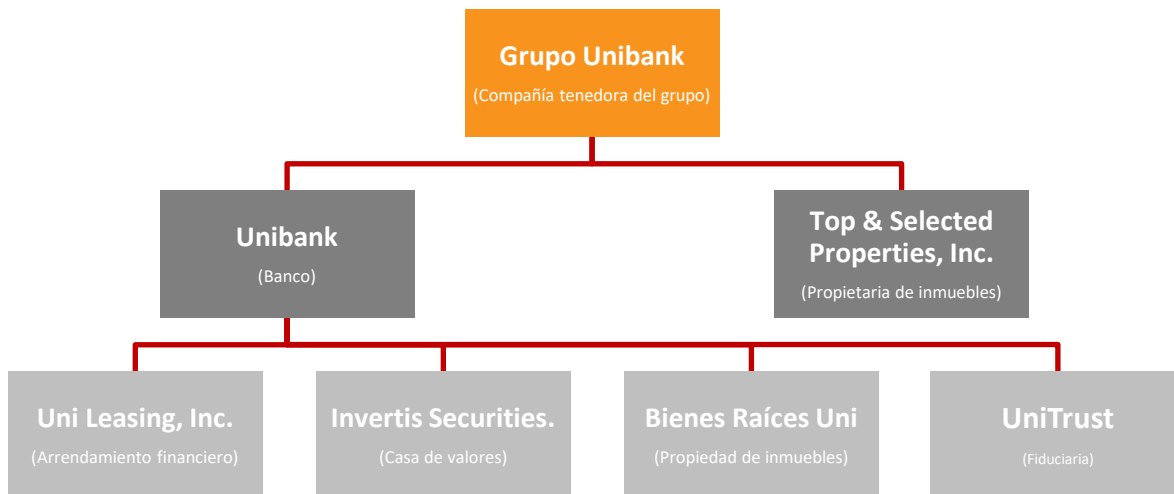 Grupo Unibank
(Compañía tenedora del grupo)
Unibank
(Banco)
Top & Selected
Properties, Inc.
(Propietaria de inmuebles)
Uni Leasing, Inc.
(Arrendamiento financiero)
Invertis Securities.
(Casa de valores)
Bienes Raíces Uni
(Propiedad de inmuebles)
UniTrust
(Fiduciaria)